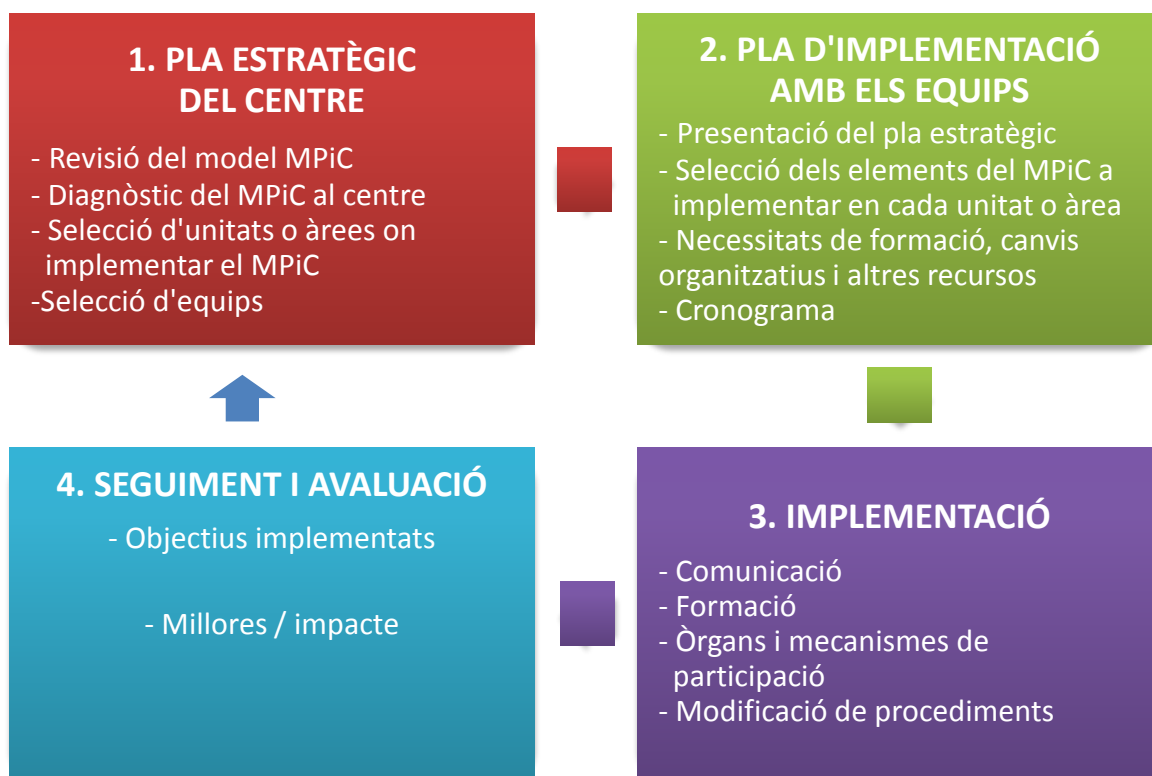 1. PLA ESTRATÈGIC
DEL CENTRE
- Revisió del model MPiC
- Diagnòstic del MPiC al centre
- Selecció d'unitats o àrees on
implementar el MPiC
-Selecció d'equips
2. PLA D'IMPLEMENTACIÓ
AMB ELS EQUIPS
- Presentació del pla estratègic
- Selecció dels elements del MPiC a
implementar en cada unitat o àrea
- Necessitats de formació, canvis
organitzatius i altres recursos
- Cronograma
3. IMPLEMENTACIÓ
- Comunicació
- Formació
- Òrgans i mecanismes de
participació
- Modificació de procediments
4. SEGUIMENT I AVALUACIÓ
- Objectius implementats
- Millores / impacte